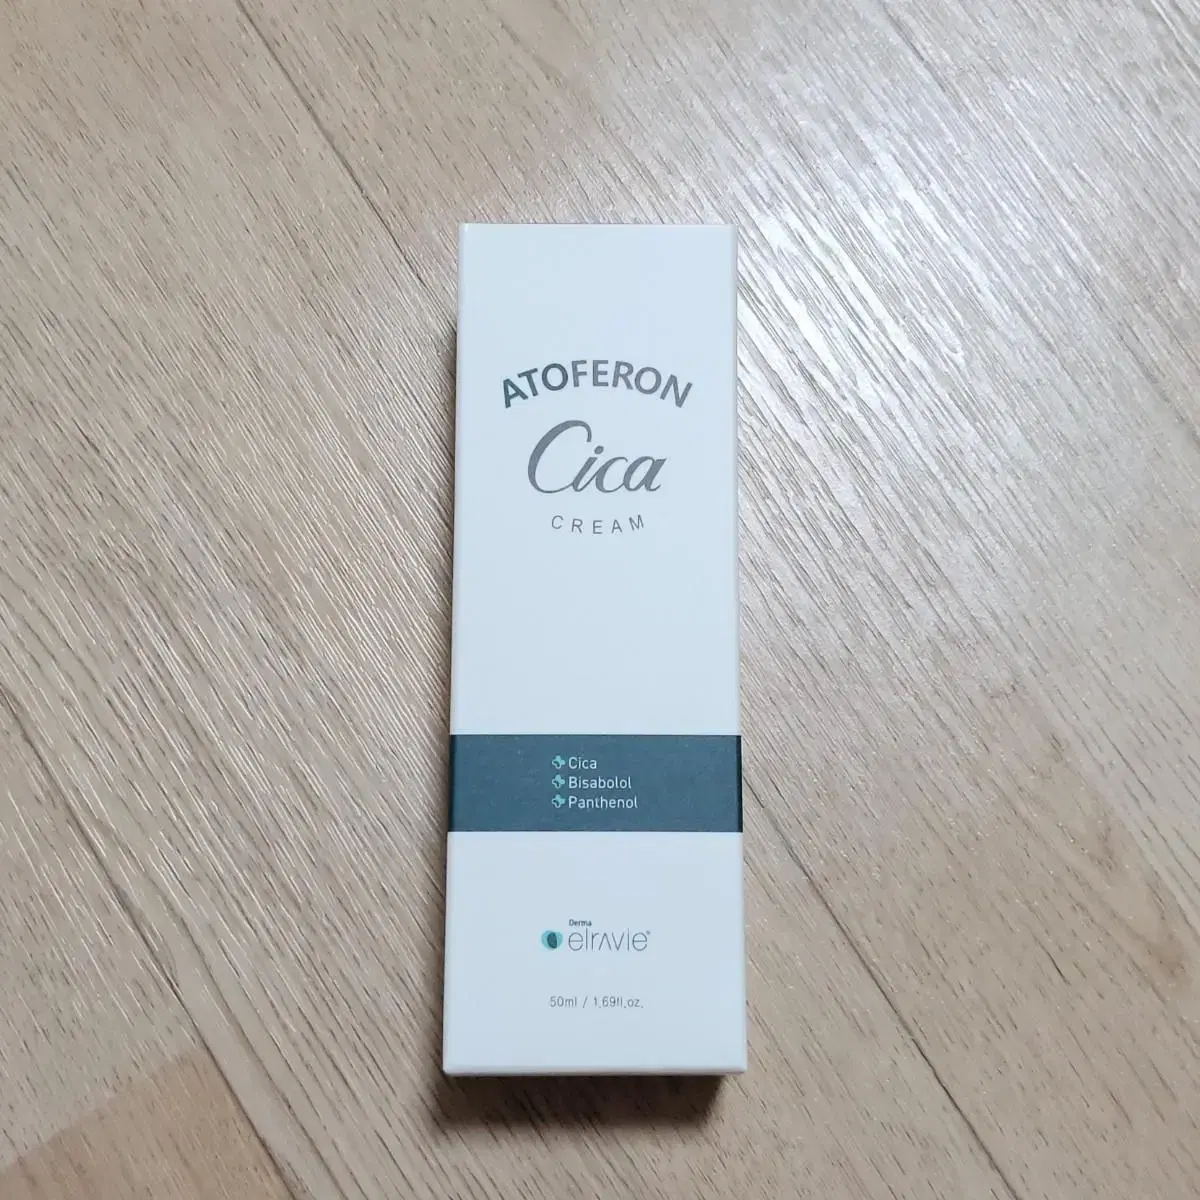 ATOFERON
Cica
CREAM
Cica
Bisabolol
Panthenol
Derma
elravie®
50ml / 1.69fl.oz.